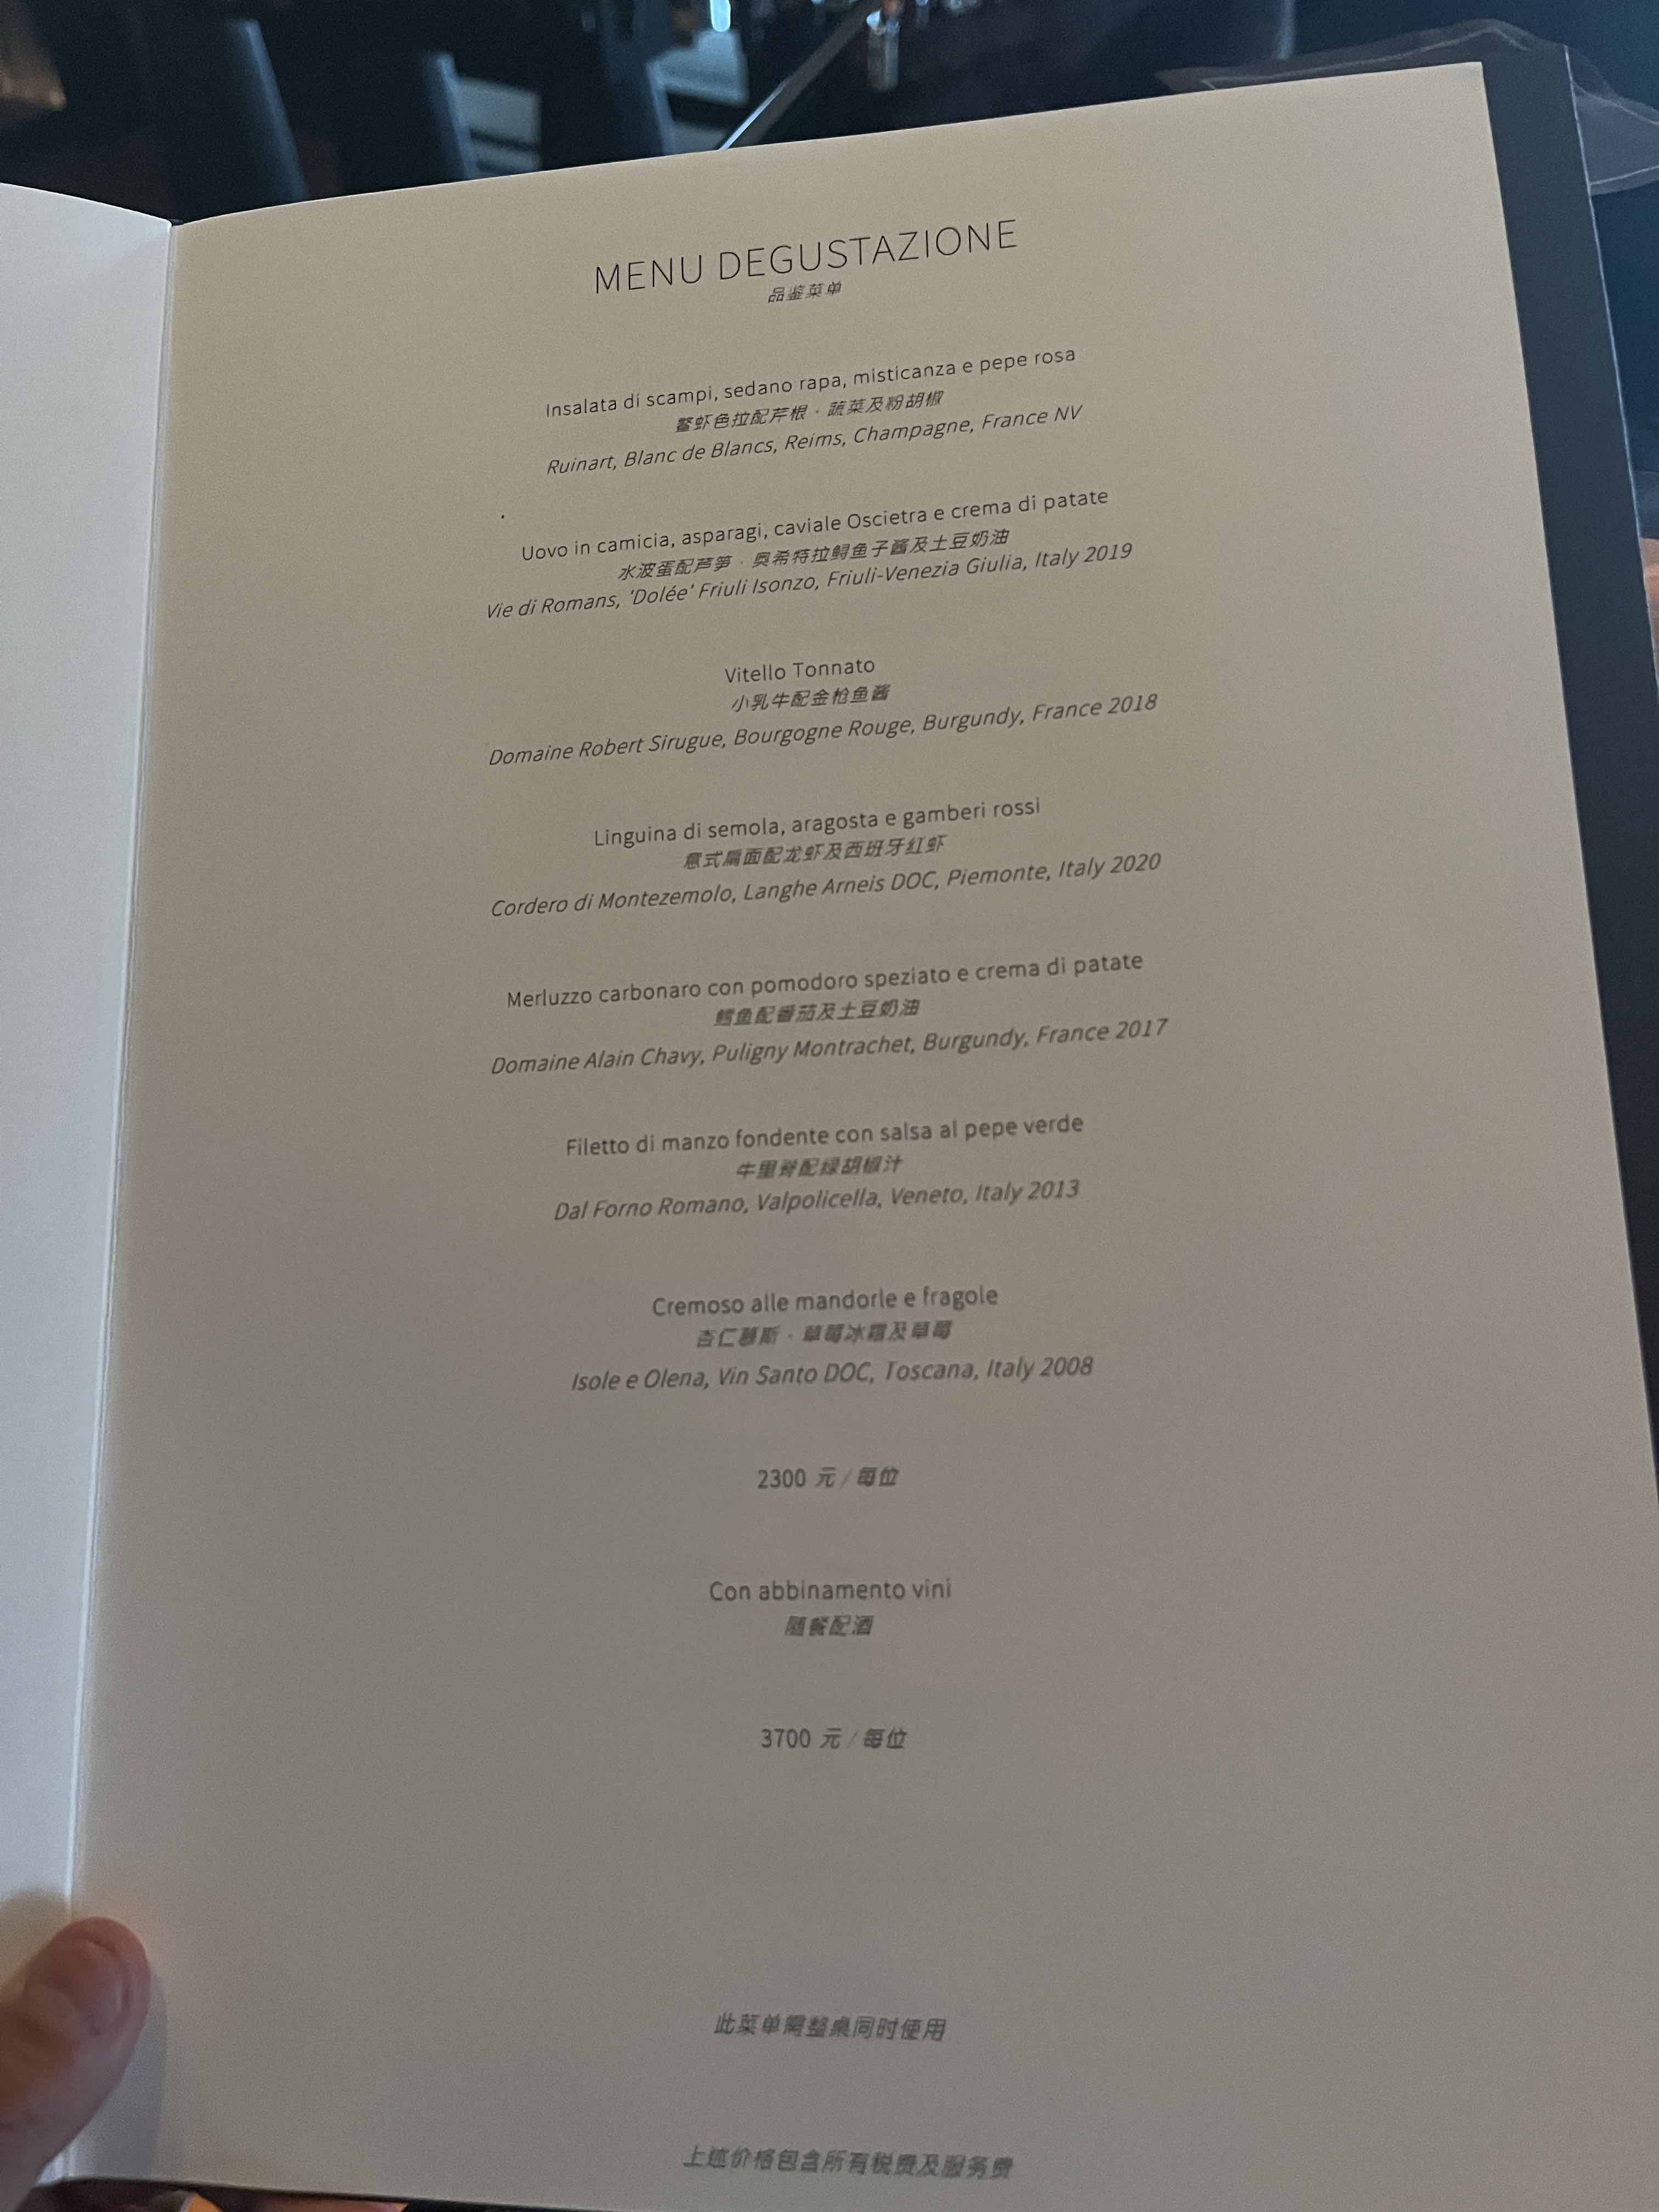 MENU DEGUSTAZIONE
品鉴菜单
Insalata di scampi, sedano rapa, misticanza e pepe rosa
鳌虾色拉配芹根 · 蔬菜及粉胡椒
Ruinart, Blanc de Blancs, Reims, Champagne, France NV
Uovo in camicia, asparagi, caviale Oscietra e crema di patate
水波蛋配芦笋 · 奥希特拉鲟鱼子酱及土豆奶油
Vie di Romans, 'Dolée' Friuli Isonzo, Friuli-Venezia Giulia, Italy 2019
Vitello Tonnato
小乳牛配金枪鱼酱
Domaine Robert Sirugue, Bourgogne Rouge, Burgundy, France 2018
Linguina di semola, aragosta e gamberi rossi
意式扁面配龙虾及西班牙红虾
Cordero di Montezemolo, Langhe Arneis DOC, Piemonte, Italy 2020
Merluzzo carbonaro con pomodoro speziato e crema di patate
鳕鱼配番茄及土豆奶油
Domaine Alain Chavy, Puligny Montrachet, Burgundy, France 2017
Filetto di manzo fondente con salsa al pepe verde
牛里脊配绿胡椒汁
Dal Forno Romano, Valpolicella, Veneto, Italy 2013
Cremoso alle mandorle e fragole
杏仁慕斯 · 草莓冰霜及草莓
Isole e Olena, Vin Santo DOC, Toscana, Italy 2008
2300 元 / 每位
Con abbinamento vini
随餐配酒
3700 元 / 每位
此菜单需整桌同时使用
上述价格包含所有税费及服务费